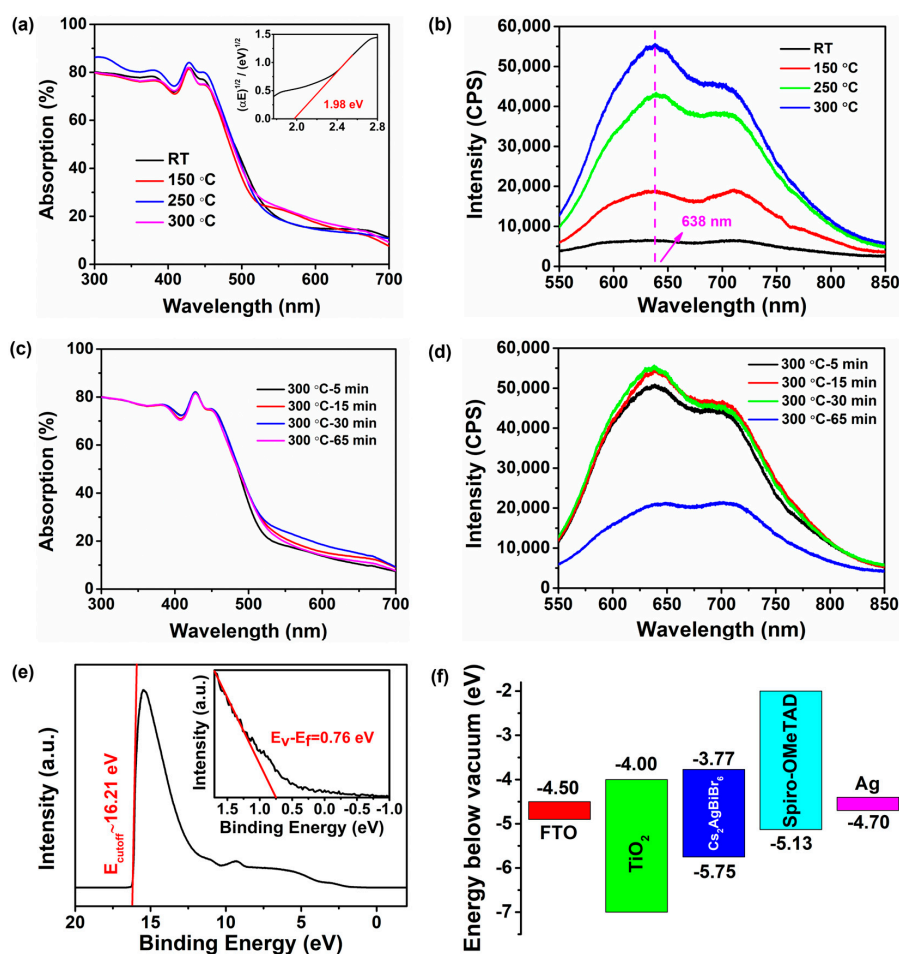 (a)
100
80
60
40
20
0
300
400
500
600
700
Absorption (%)
Wavelength (nm)
RT
150 °C
250 °C
300 °C
1.5
1.0
0.5
0.0
2.0
2.4
2.8
(αE)^1/2 / (eV)^1/2
1.98 eV
(b)
60,000
50,000
40,000
30,000
20,000
10,000
0
550
600
650
700
750
800
850
Intensity (CPS)
Wavelength (nm)
RT
150 °C
250 °C
300 °C
638 nm
(c)
100
80
60
40
20
0
300
400
500
600
700
Absorption (%)
Wavelength (nm)
300 °C-5 min
300 °C-15 min
300 °C-30 min
300 °C-65 min
(d)
60,000
50,000
40,000
30,000
20,000
10,000
0
550
600
650
700
750
800
850
Intensity (CPS)
Wavelength (nm)
300 °C-5 min
300 °C-15 min
300 °C-30 min
300 °C-65 min
(e)
Intensity (a.u.)
E_cutoff~16.21 eV
20
15
10
5
0
Binding Energy (eV)
Intensity (a.u.)
E_V-E_f=0.76 eV
1.5
1.0
0.5
0.0
-0.5
-1.0
Binding Energy (eV)
(f)
Energy below vacuum (eV)
-2
-3
-4
-5
-6
-7
-4.50
FTO
-4.00
TiO₂
-3.77
Cs₂AgBiBr₆
-5.75
Spiro-OMeTAD
-5.13
Ag
-4.70